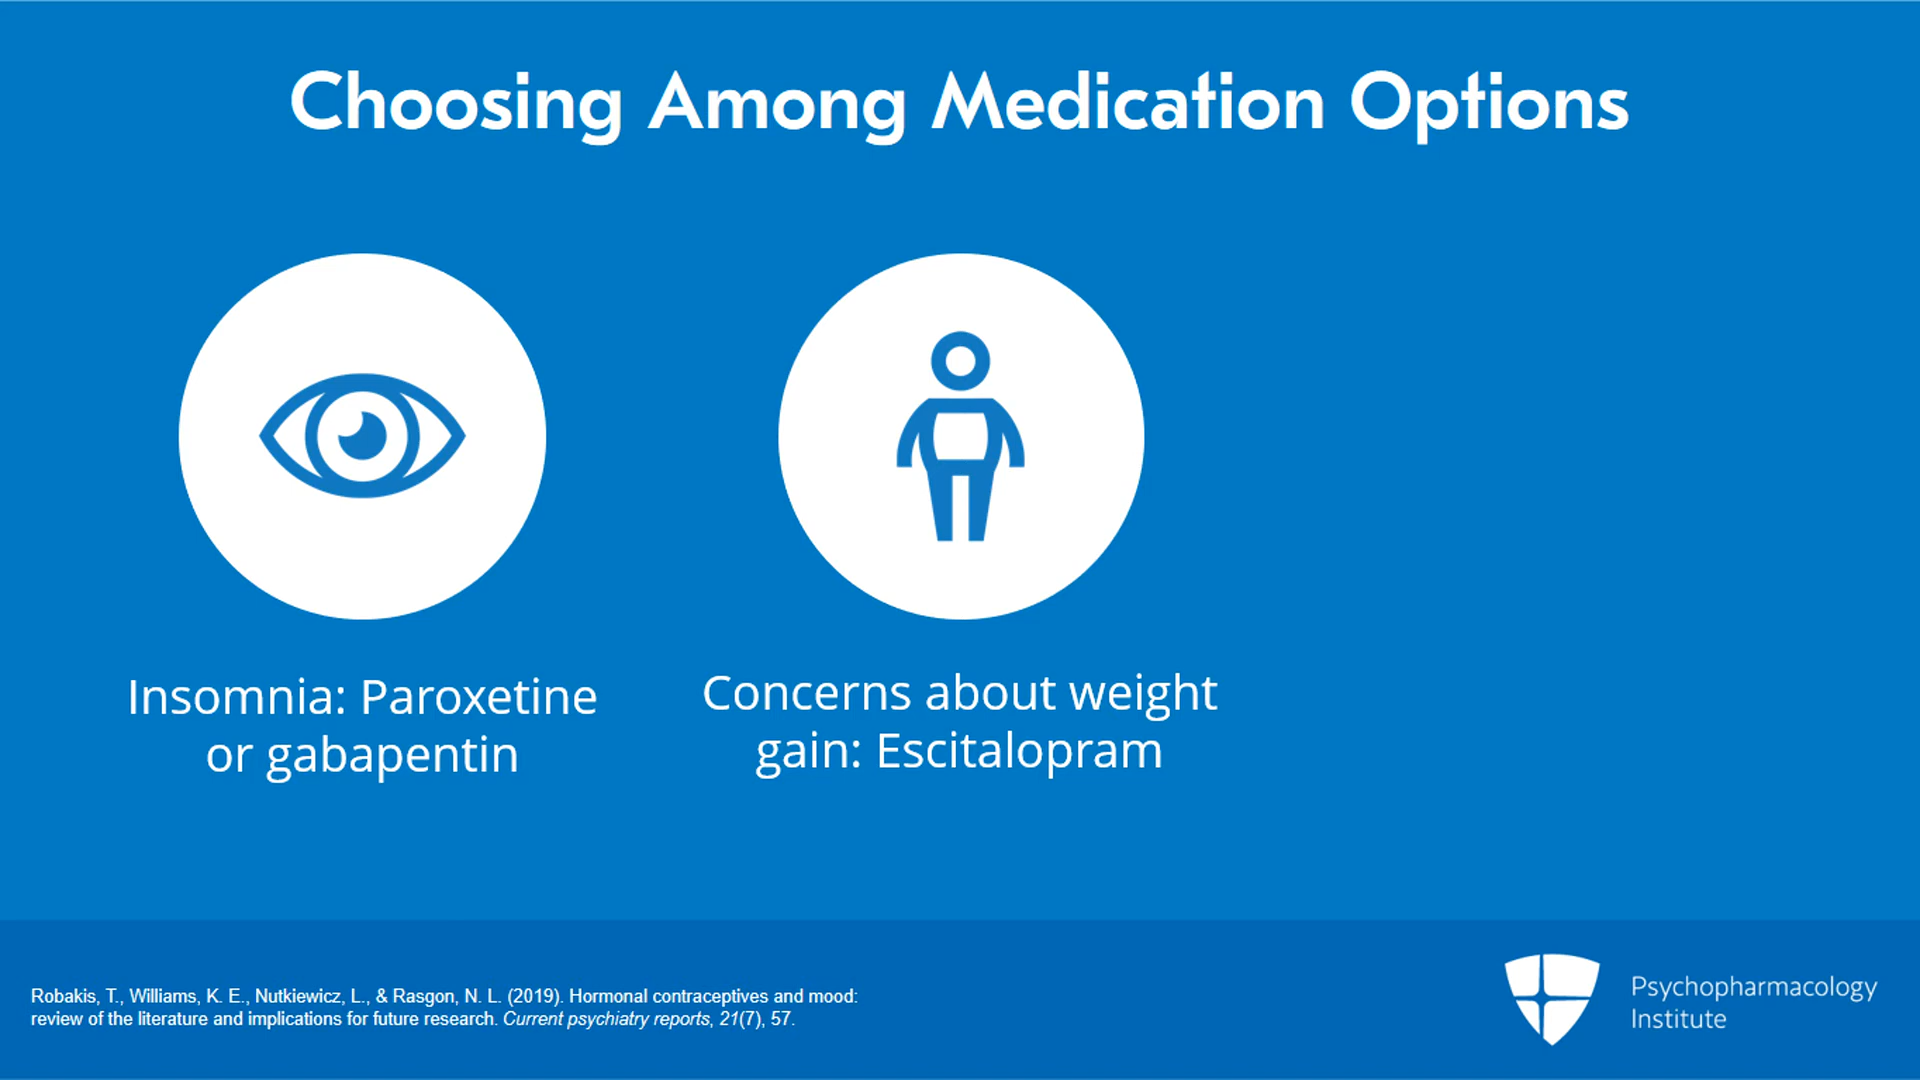 Choosing Among Medication Options
Insomnia: Paroxetine
or gabapentin
Concerns about weight
gain: Escitalopram
Robakis, T., Williams, K. E., Nutkiewicz, L., & Rasgon, N. L. (2019). Hormonal contraceptives and mood:
review of the literature and implications for future research. Current psychiatry reports, 21(7), 57.
Psychopharmacology
Institute